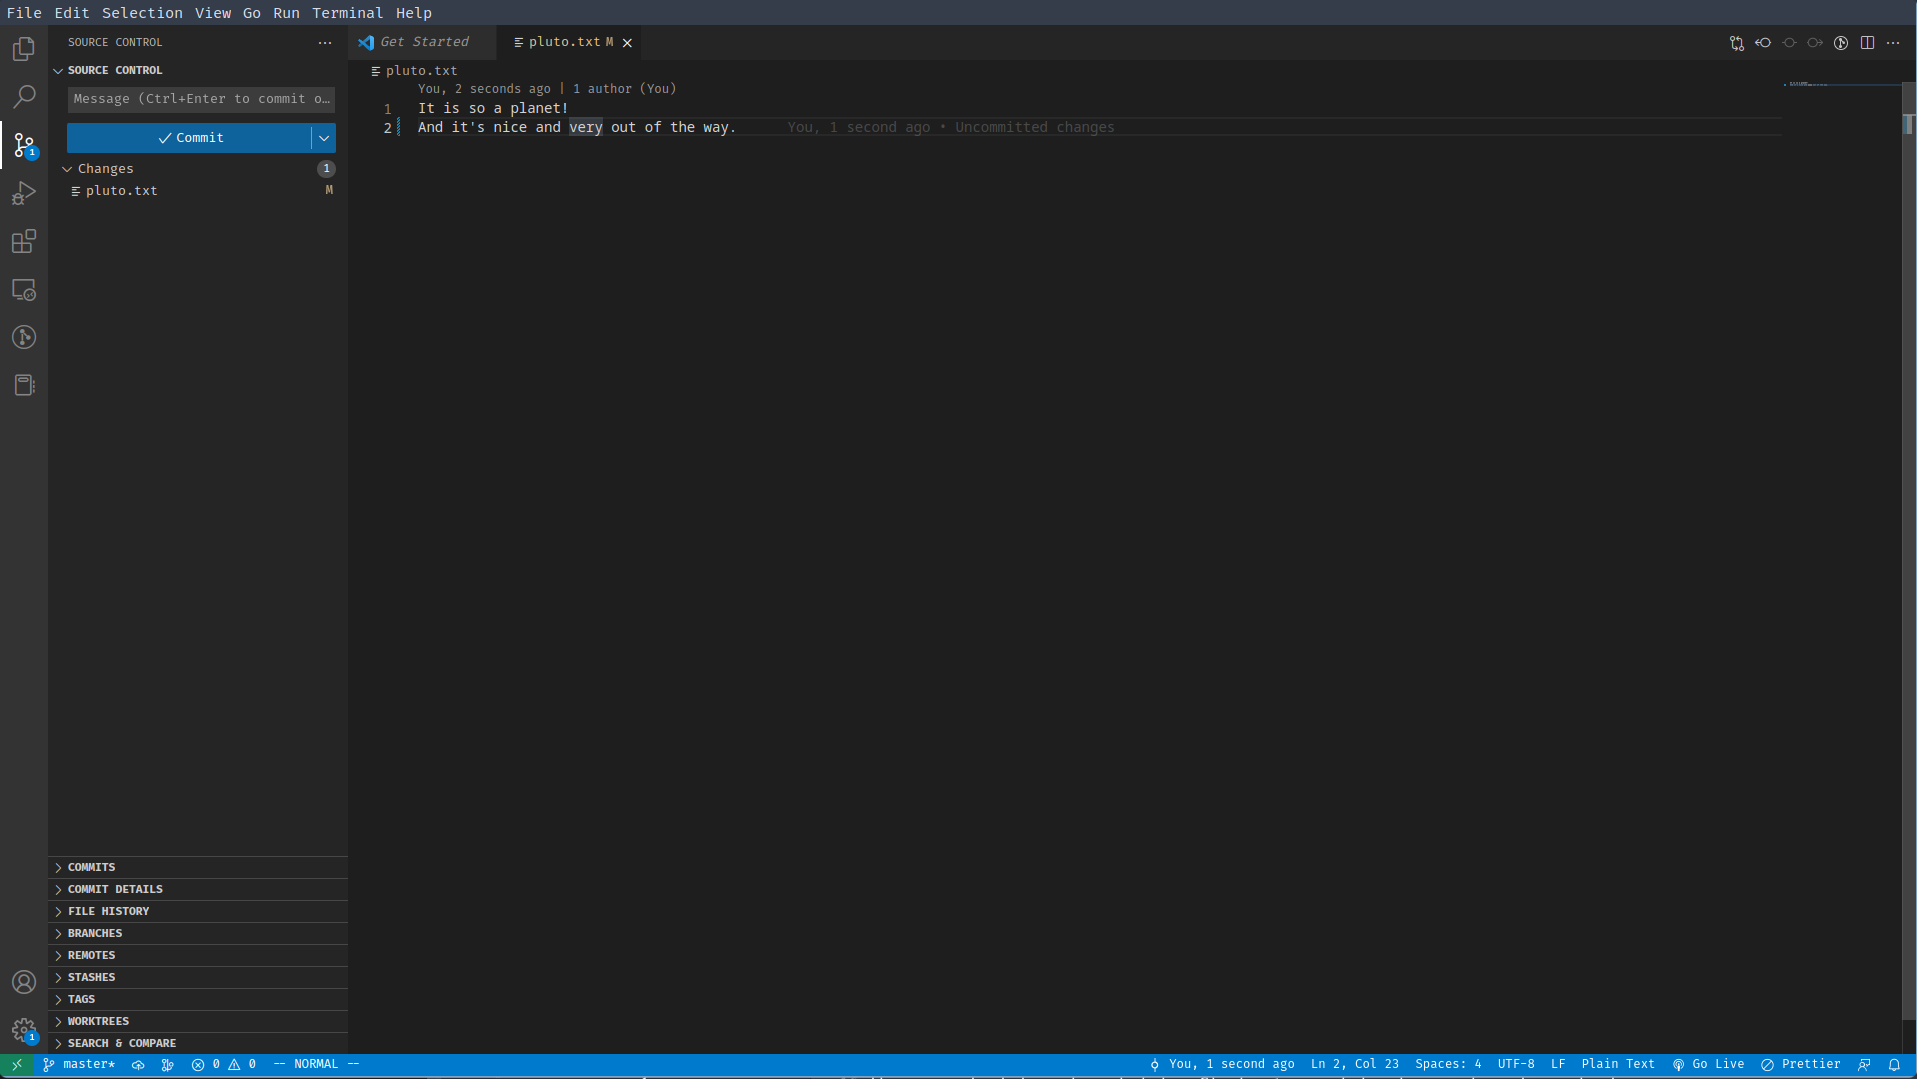 File Edit Selection View Go Run Terminal Help
SOURCE CONTROL
SOURCE CONTROL
Message (Ctrl+Enter to commit o…
Commit
Changes 1
pluto.txt M
COMMITS
COMMIT DETAILS
FILE HISTORY
BRANCHES
REMOTES
STASHES
TAGS
WORKTREES
SEARCH & COMPARE
1
1
Get Started
pluto.txt M
pluto.txt
You, 2 seconds ago | 1 author (You)
1 It is so a planet!
2 And it's nice and very out of the way. You, 1 second ago • Uncommitted changes
master* 0 0 -- NORMAL -- You, 1 second ago Ln 2, Col 23 Spaces: 4 UTF-8 LF Plain Text Go Live Prettier